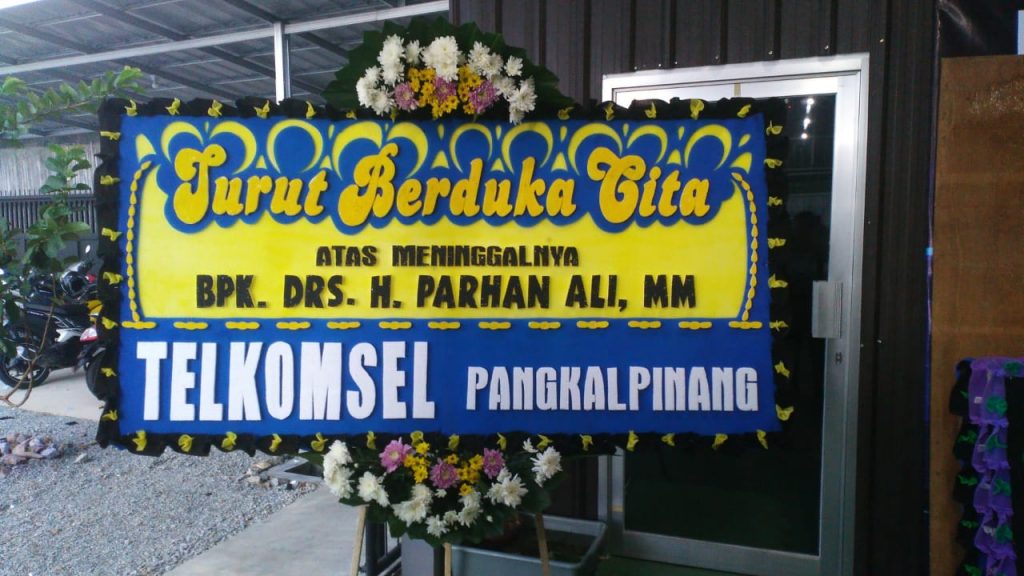 Turut Berduka Cita
ATAS MENINGGALNYA
BPK. DRS. H. PARHAN ALI, MM
TELKOMSEL PANGKALPINANG